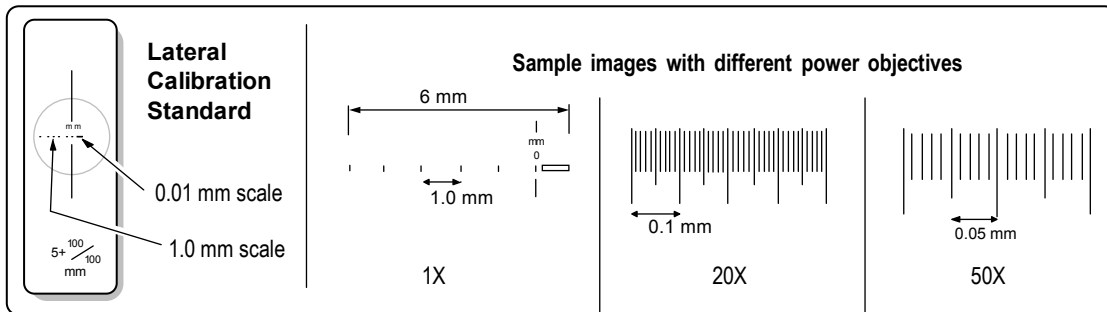 Lateral
Calibration
Standard
m m
0.01 mm scale
1.0 mm scale
5+ 100/100
mm
Sample images with different power objectives
6 mm
mm
0
1.0 mm
1X
0.1 mm
20X
0.05 mm
50X